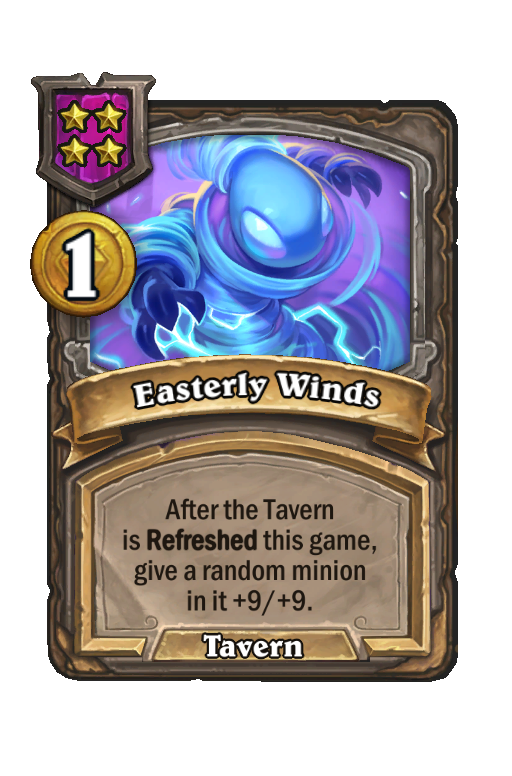 1
Easterly Winds
After the Tavern
is Refreshed this game,
give a random minion
in it +9/+9.
Tavern